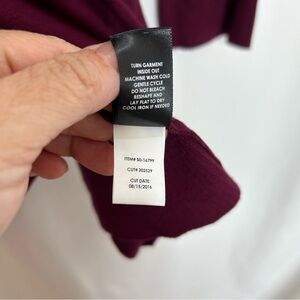 TURN GARMENT
INSIDE OUT
MACHINE WASH COLD
GENTLE CYCLE
DO NOT BLEACH
RESHAPE AND
LAY FLAT TO DRY
COOL IRON IF NEEDED
ITEM# 50-16799
CUT# 202529
CUT DATE:
08/15/2016